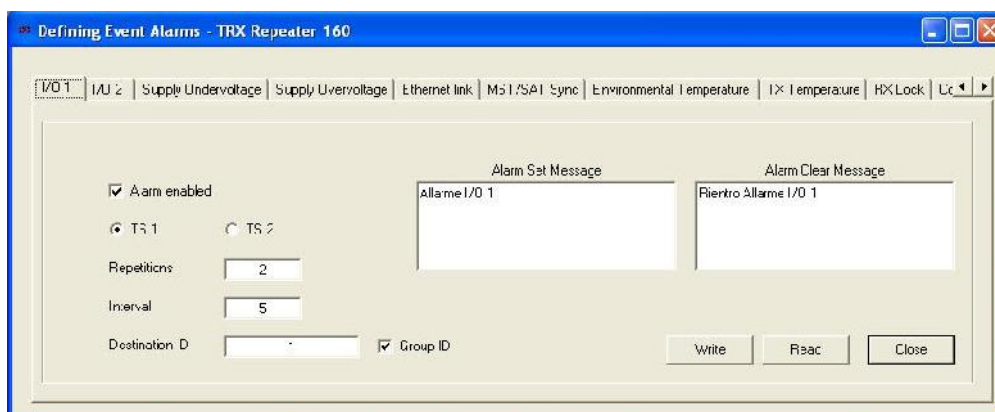 Defining Event Alarms - TRX Repeater 160
I/O 1 I/O 2 Supply Undervoltage Supply Overvoltage Ethernet link MST/SAT Sync Environmental Temperature TX Temperature RX Lock
Alarm Set Message Alarm Clear Message
Alarm enabled Allarme I/O 1 Rientro Allarme I/O 1
TS 1 TS 2
Repetitions 2
Interval 5
Destination ID Group ID Write Read Close